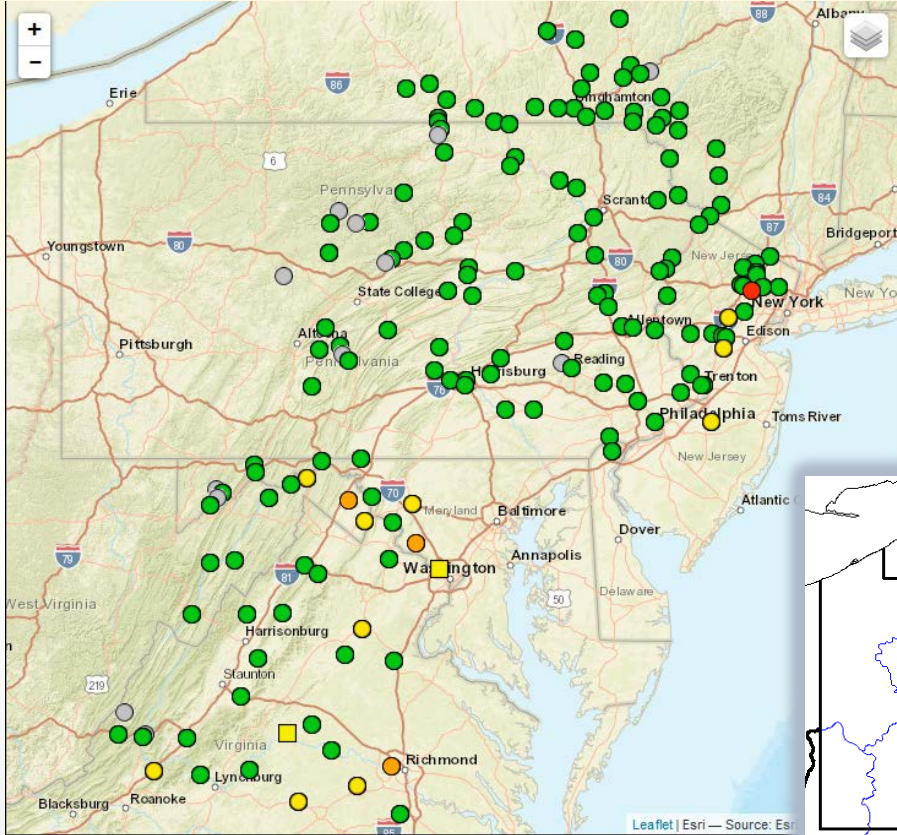 +
−
88
Albany
86
Erie
Binghamton
6
Pennsylva
Scranto
84
87
Youngstown
80
Bridgeport
New Jerse
80
State College
New York
New Yo
Allentown
Edison
Altoona
Pittsburgh
Pennsylvania
Reading
Harrisburg
76
Trenton
Philadelphia
Toms River
New Jersey
70
Maryland
Baltimore
Atlantic C
Dover
79
Annapolis
Washington
81
Delaware
50
West Virginia
Harrisonburg
219
Staunton
Virginia
Richmond
Lynchburg
Roanoke
Blacksburg
85
Leaflet | Esri — Source: Esr